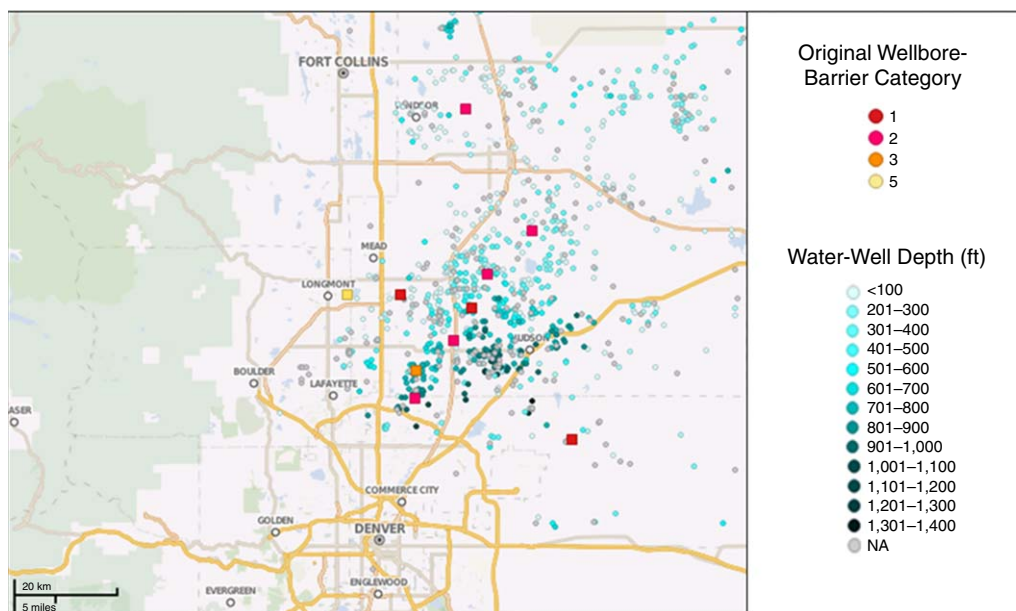 FORT COLLINS
MEAD
LONGMONT
BOULDER
LAFAYETTE
COMMERCE CITY
GOLDEN
DENVER
EVERGREEN
ENGLEWOOD
20 km
5 miles
Original Wellbore-
Barrier Category
1
2
3
5
Water-Well Depth (ft)
<100
201–300
301–400
401–500
501–600
601–700
701–800
801–900
901–1,000
1,001–1,100
1,101–1,200
1,201–1,300
1,301–1,400
NA